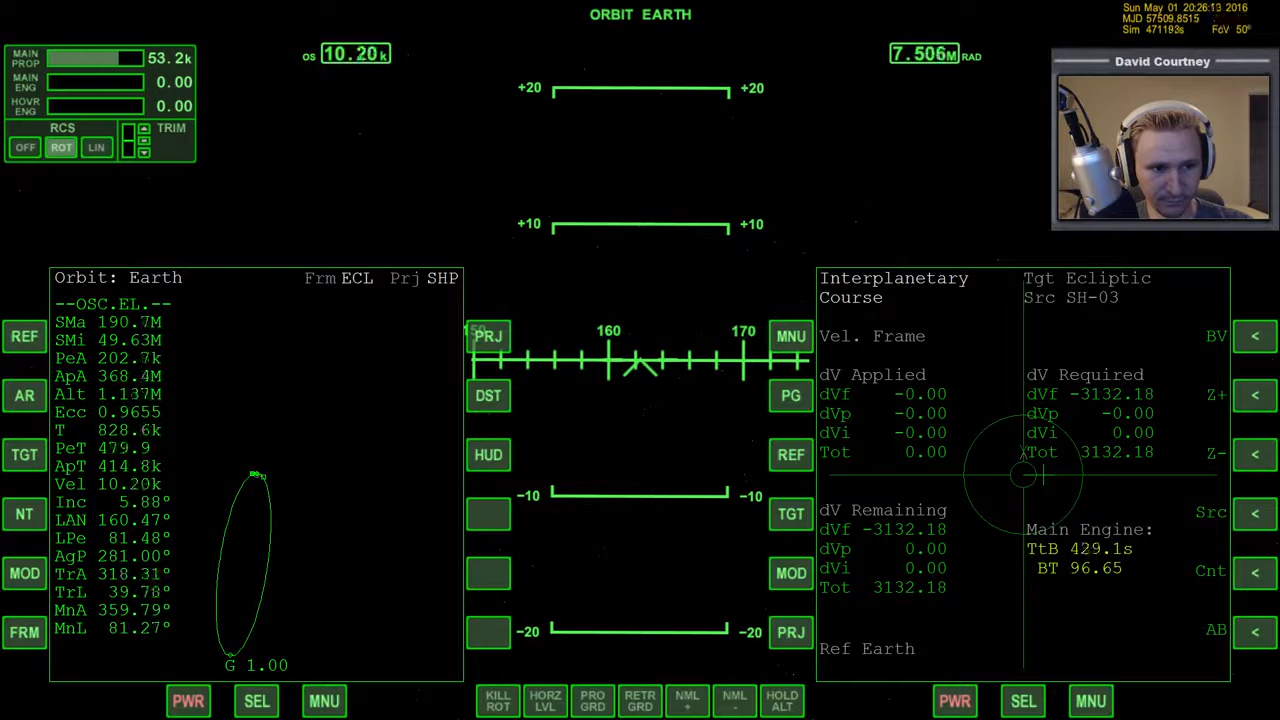 ORBIT EARTH
Sun May 01 20:26:13 2016
MJD 57509.8515
Sim 471193s FoV 50°
MAIN PROP 53.2k
MAIN ENG 0.00
HOVR ENG 0.00
RCS TRIM
OFF ROT LIN
OS 10.20k
7.506M RAD
David Courtney
+20 +20
+10 +10
160 170
-10 -10
-20 -20
Orbit: Earth Frm ECL Prj SHP
--OSC.EL.--
SMa 190.7M
SMi 49.63M
PeA 202.7k
ApA 368.4M
Alt 1.137M
Ecc 0.9655
T 828.6k
PeT 479.9
ApT 414.8k
Vel 10.20k
Inc 5.88°
LAN 160.47°
LPe 81.48°
AgP 281.00°
TrA 318.31°
TrL 39.78°
MnA 359.79°
MnL 81.27°
G 1.00
REF
AR
TGT
NT
MOD
FRM
PRJ
DST
HUD
PWR SEL MNU
MNU
PG
REF
TGT
MOD
PRJ
Interplanetary Course
Tgt Ecliptic
Src SH-03
Vel. Frame
dV Applied
dVf -0.00
dVp -0.00
dVi -0.00
Tot 0.00
dV Required
dVf -3132.18
dVp -0.00
dVi 0.00
Tot 3132.18
dV Remaining
dVf -3132.18
dVp 0.00
dVi 0.00
Tot 3132.18
Main Engine:
TtB 429.1s
BT 96.65
Ref Earth
BV <
Z+ <
Z- <
Src <
Cnt <
AB <
KILL ROT
HORZ LVL
PRO GRD
RETR GRD
NML +
NML -
HOLD ALT
PWR SEL MNU